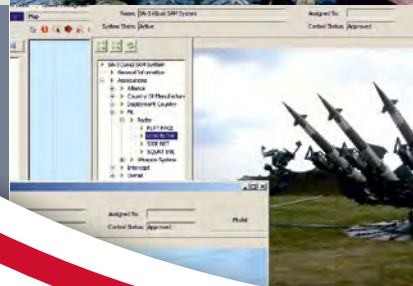 Name: SA-3 (Goa) SAM System
Assigned To:
Map
System Status: Active
Control Status: Approved
SA-3 (Goa) SAM System
General Information
Associations
Alliance
Country Of Manufacture
Deployment Country
PIL
Radar
FLAT FACE
LOW BLOW
SIDE NET
SQUAT EYE
Weapon System
Intercept
Owner
Assigned To:
Model
Control Status: Approved